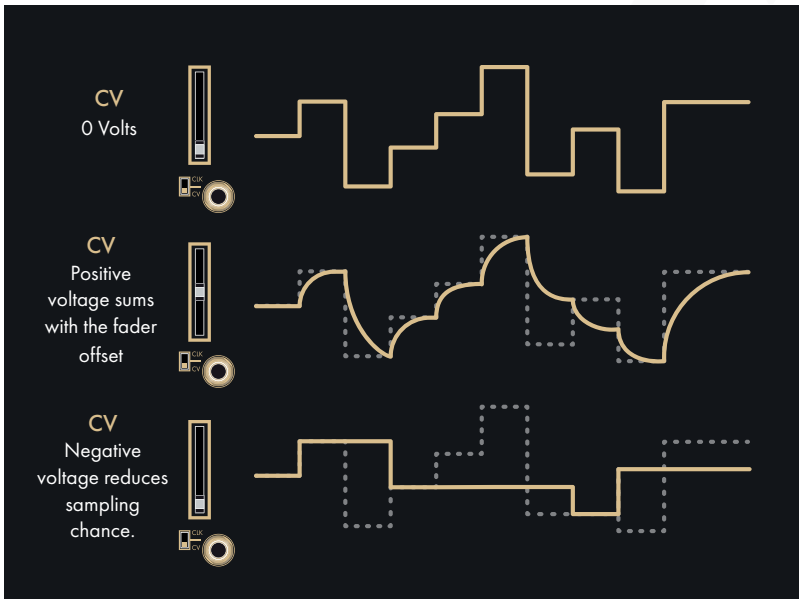 CV
0 Volts
CLK
CV
CV
Positive
voltage sums
with the fader
offset
CLK
CV
CV
Negative
voltage reduces
sampling
chance.
CLK
CV